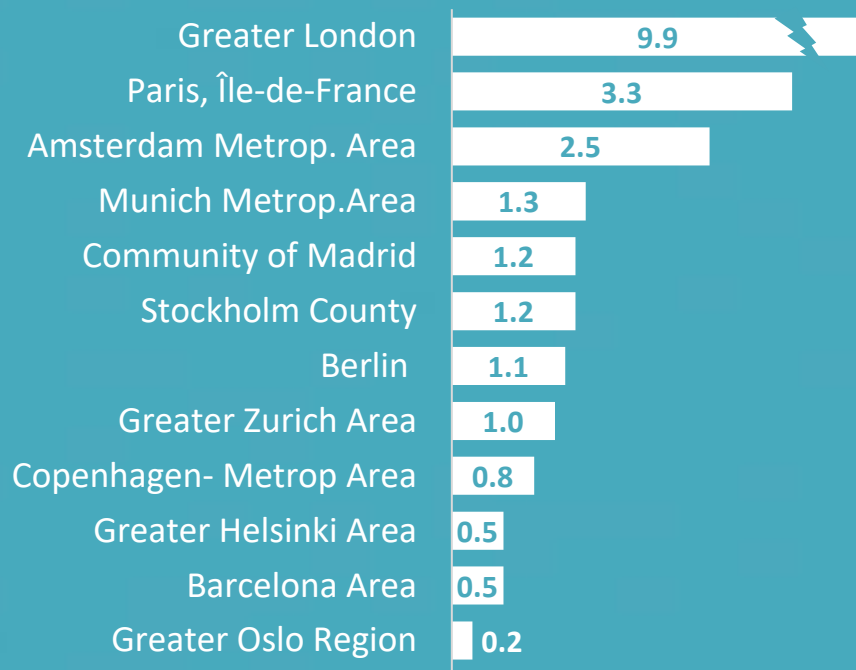 Greater London 9.9
Paris, Île-de-France 3.3
Amsterdam Metrop. Area 2.5
Munich Metrop.Area 1.3
Community of Madrid 1.2
Stockholm County 1.2
Berlin 1.1
Greater Zurich Area 1.0
Copenhagen- Metrop Area 0.8
Greater Helsinki Area 0.5
Barcelona Area 0.5
Greater Oslo Region 0.2